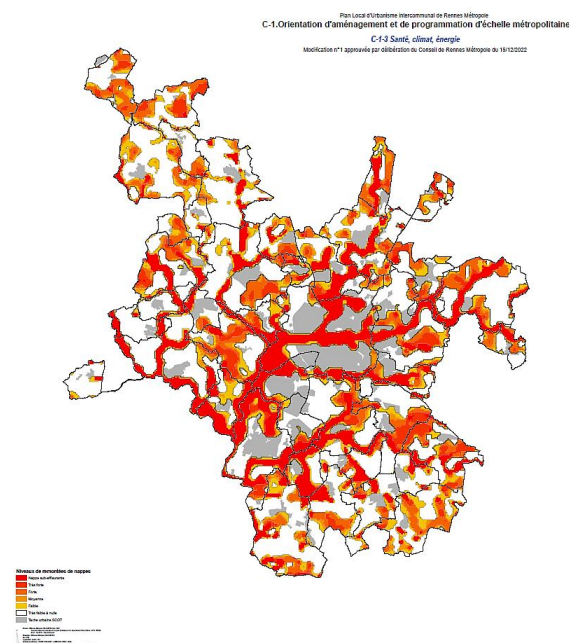 Plan Local d'Urbanisme intercommunal de Rennes Métropole
C-1.Orientation d'aménagement et de programmation d'échelle métropolitaine
C-1-3 Santé, climat, énergie
Modification n°1 approuvée par délibération du Conseil de Rennes Métropole du 15/12/2022
Niveaux de remontées de nappes
Nappe sub-affleurante
Très forte
Forte
Moyenne
Faible
Très faible à nulle
Tache urbaine SCOT